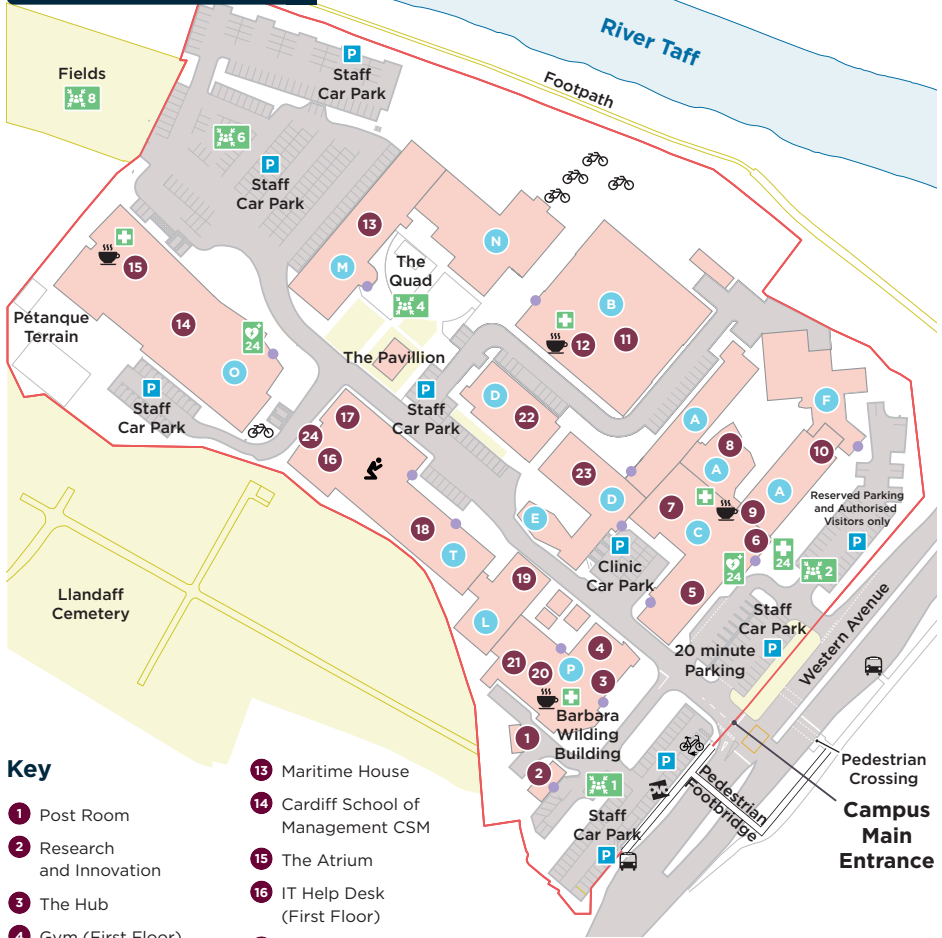 River Taff
Footpath
Fields
8
P
Staff
Car Park
6
P
Staff
Car Park
13
M
N
The
Quad
4
15
14
24
O
Pétanque
Terrain
P
Staff
Car Park
The Pavillion
B
12
11
P
Staff
Car Park
D
22
A
F
17
24
16
23
D
8
A
10
A
7
9
C
6
E
Reserved Parking
and Authorised
Visitors only
P
18
T
P
Clinic
Car Park
24
24
2
5
19
L
Llandaff
Cemetery
Staff
Car Park
P
20 minute
Parking
Western Avenue
4
21
20
P
3
Barbara
Wilding
Building
1
2
1
P
OVO
Staff
Car Park
P
Pedestrian
Footbridge
Pedestrian
Crossing
Campus
Main
Entrance
Key
1 Post Room
2 Research
and Innovation
3 The Hub
4 Gym (First Floor)
13 Maritime House
14 Cardiff School of
Management CSM
15 The Atrium
16 IT Help Desk
(First Floor)